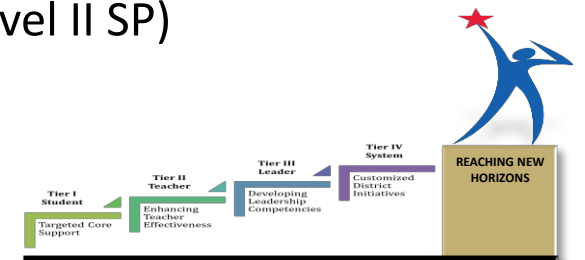 vel II SP)
Tier I
Student
Targeted Core
Support
Tier II
Teacher
Enhancing
Teacher
Effectiveness
Tier III
Leader
Developing
Leadership
Competencies
Tier IV
System
Customized
District
Initiatives
REACHING NEW
HORIZONS